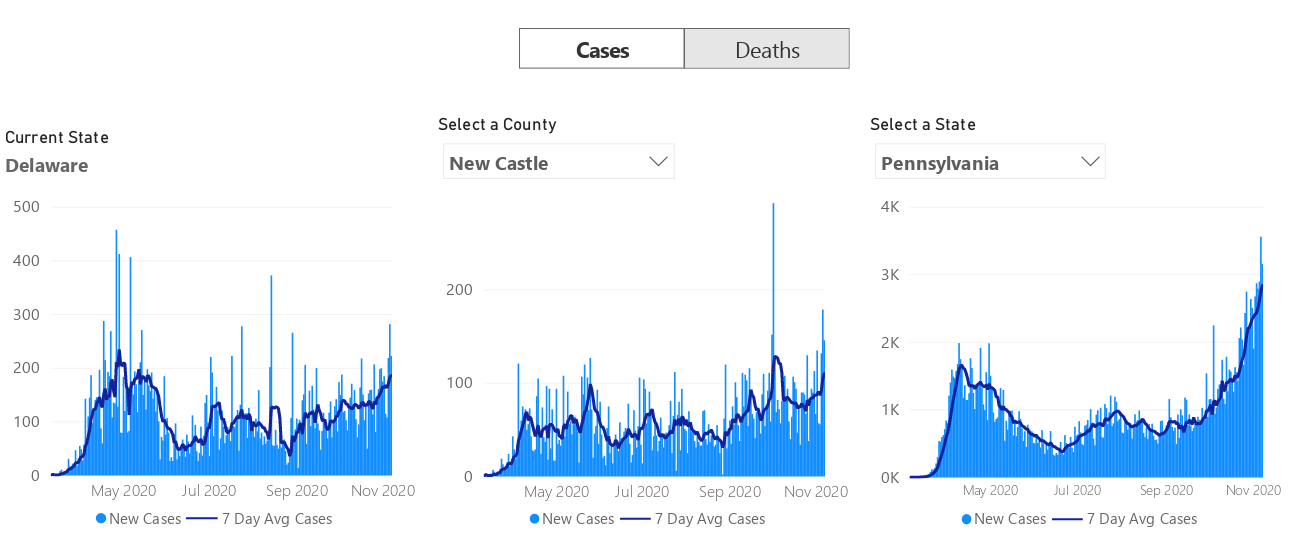 Cases Deaths
Current State
Delaware
500
400
300
200
100
0
May 2020 Jul 2020 Sep 2020 Nov 2020
New Cases 7 Day Avg Cases
Select a County
New Castle
200
100
0
May 2020 Jul 2020 Sep 2020 Nov 2020
New Cases 7 Day Avg Cases
Select a State
Pennsylvania
4K
3K
2K
1K
0K
May 2020 Jul 2020 Sep 2020 Nov 2020
New Cases 7 Day Avg Cases